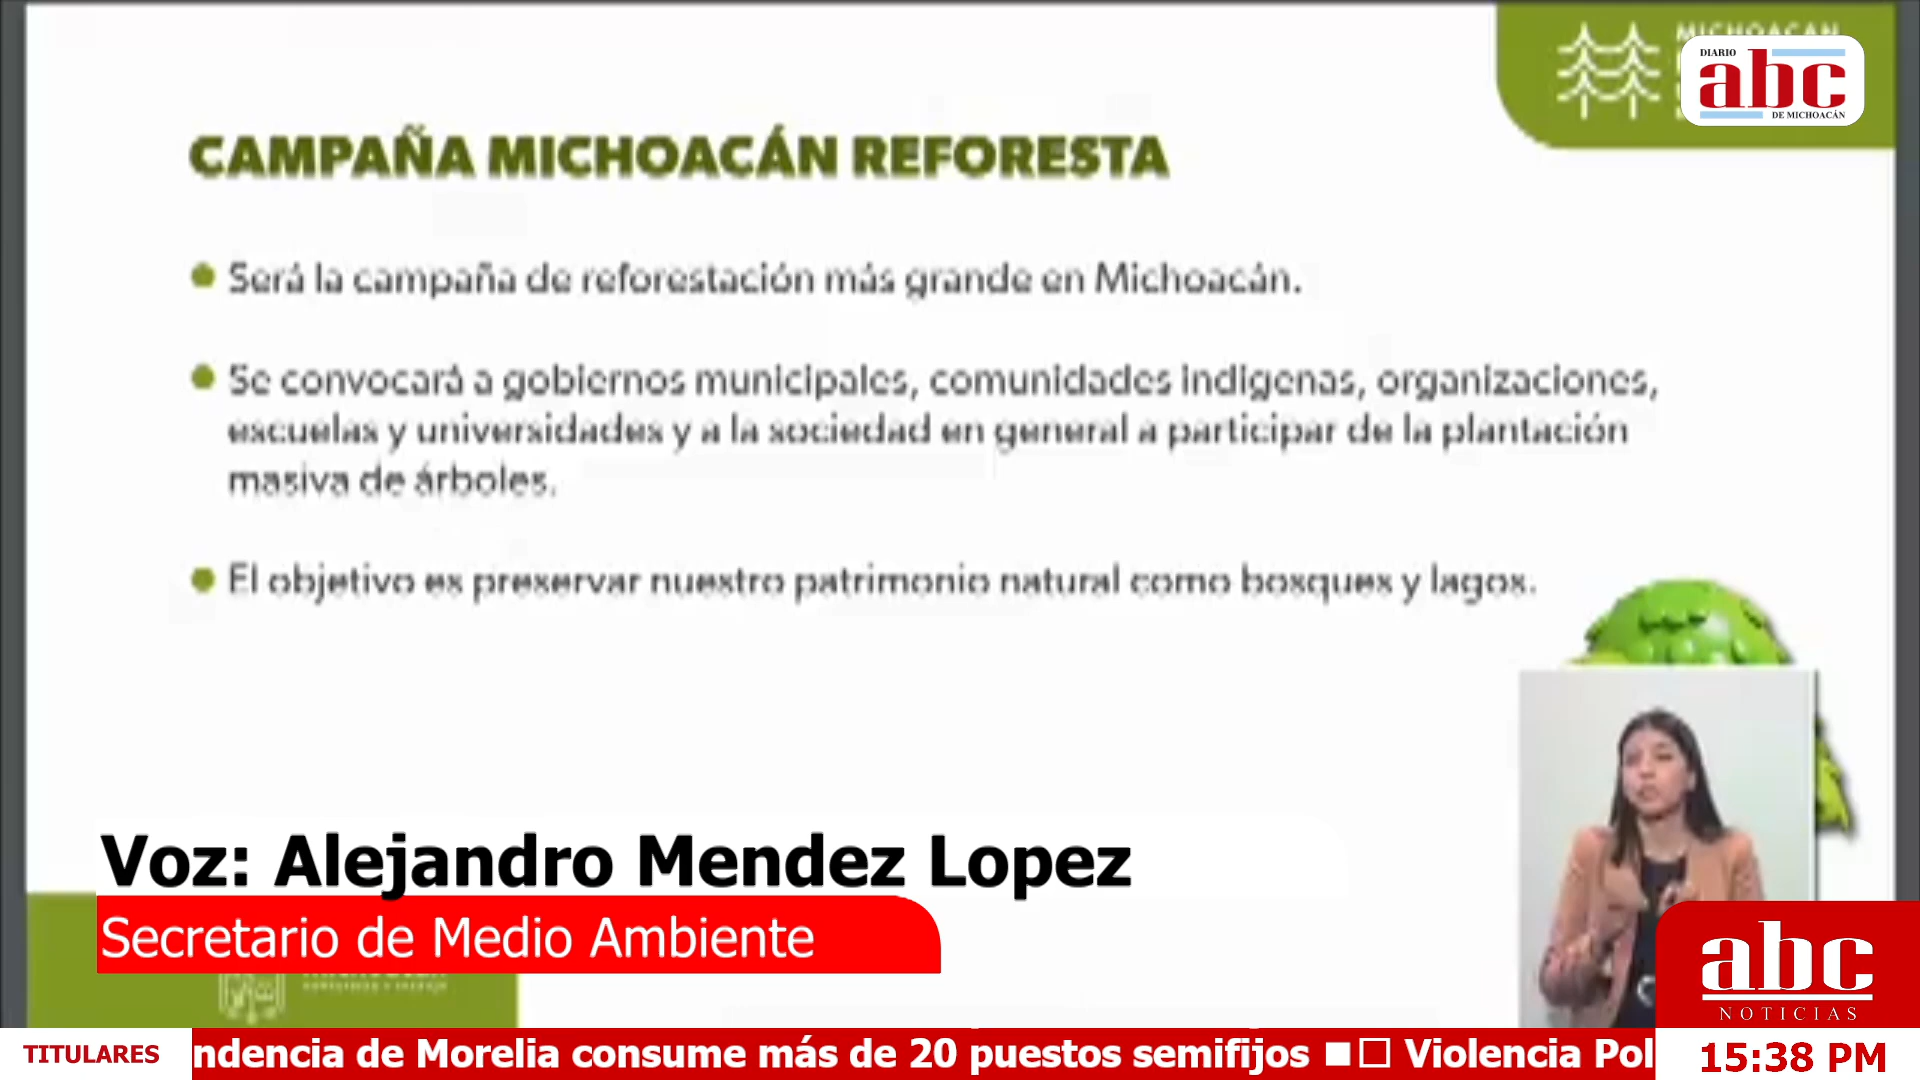 MICHOACÁN
DIARIO
abc
DE MICHOACÁN
CAMPAÑA MICHOACÁN REFORESTA
Será la campaña de reforestación más grande en Michoacán.
Se convocará a gobiernos municipales, comunidades indígenas, organizaciones,
escuelas y universidades y a la sociedad en general a participar de la plantación
masiva de árboles.
El objetivo es preservar nuestro patrimonio natural como bosques y lagos.
Voz: Alejandro Mendez Lopez
Secretario de Medio Ambiente
abc
NOTICIAS
TITULARES
ndencia de Morelia consume más de 20 puestos semifijos ■□ Violencia Pol
15:38 PM